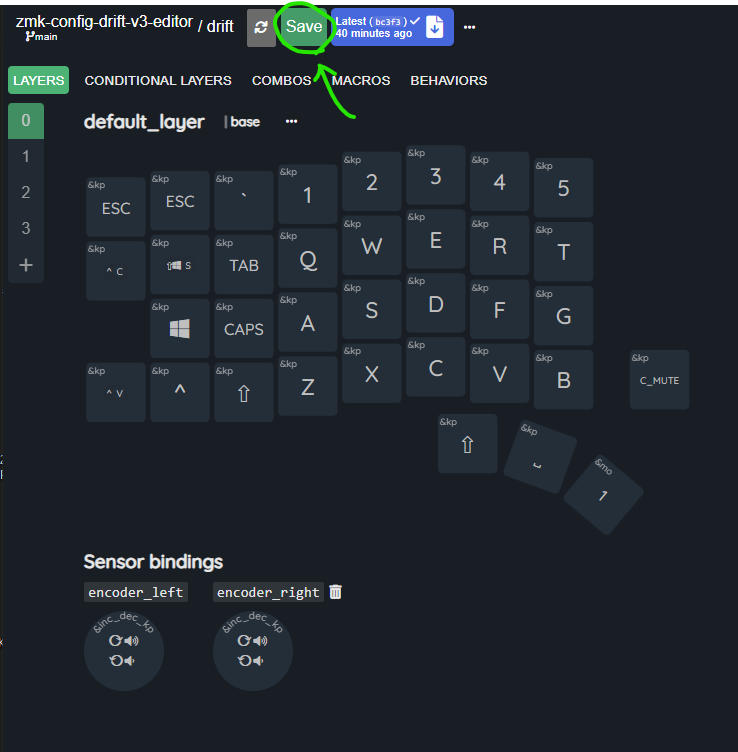 zmk-config-drift-v3-editor / drift
main
Save
Latest (bc3f3)
40 minutes ago
LAYERS CONDITIONAL LAYERS COMBOS MACROS BEHAVIORS
0
1
2
3
+
default_layer | base
&kp ESC &kp ESC &kp ` &kp 1 &kp 2 &kp 3 &kp 4 &kp 5
&kp ^ C &kp ⇧ S &kp TAB &kp Q &kp W &kp E &kp R &kp T
&kp &kp CAPS &kp A &kp S &kp D &kp F &kp G
&kp ^ V &kp ^ &kp ⇧ &kp Z &kp X &kp C &kp V &kp B &kp C_MUTE
&kp ⇧ &kp ⎵ &mo 1
Sensor bindings
encoder_left encoder_right
&inc_dec_kp &inc_dec_kp